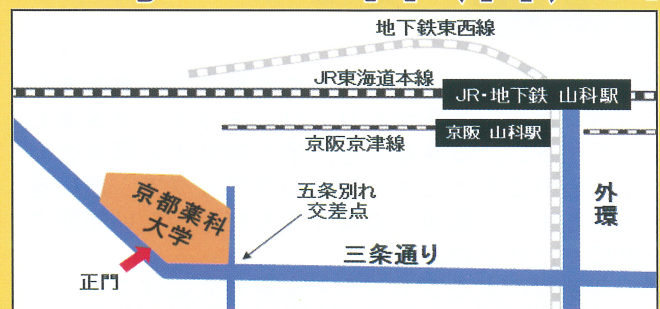 地下鉄東西線
JR東海道本線
JR・地下鉄 山科駅
京阪京津線
京阪 山科駅
京都薬科
大学
五条別れ
交差点
外
環
三条通り
正門